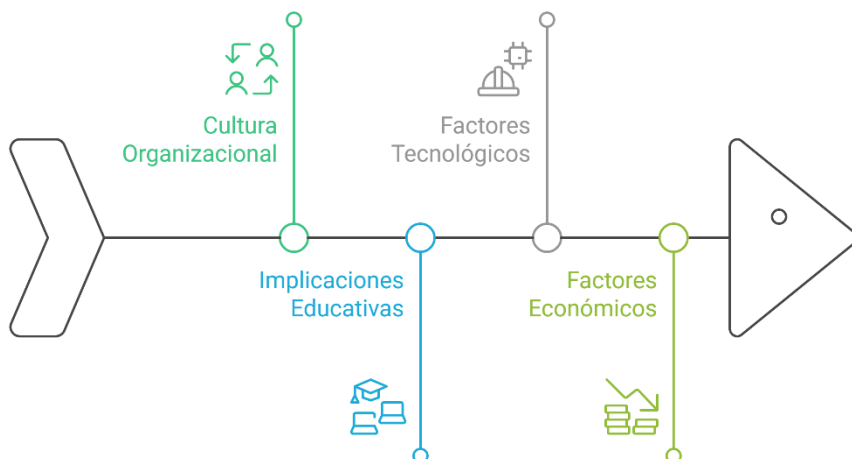 Cultura
Organizacional
Factores
Tecnológicos
Implicaciones
Educativas
Factores
Económicos